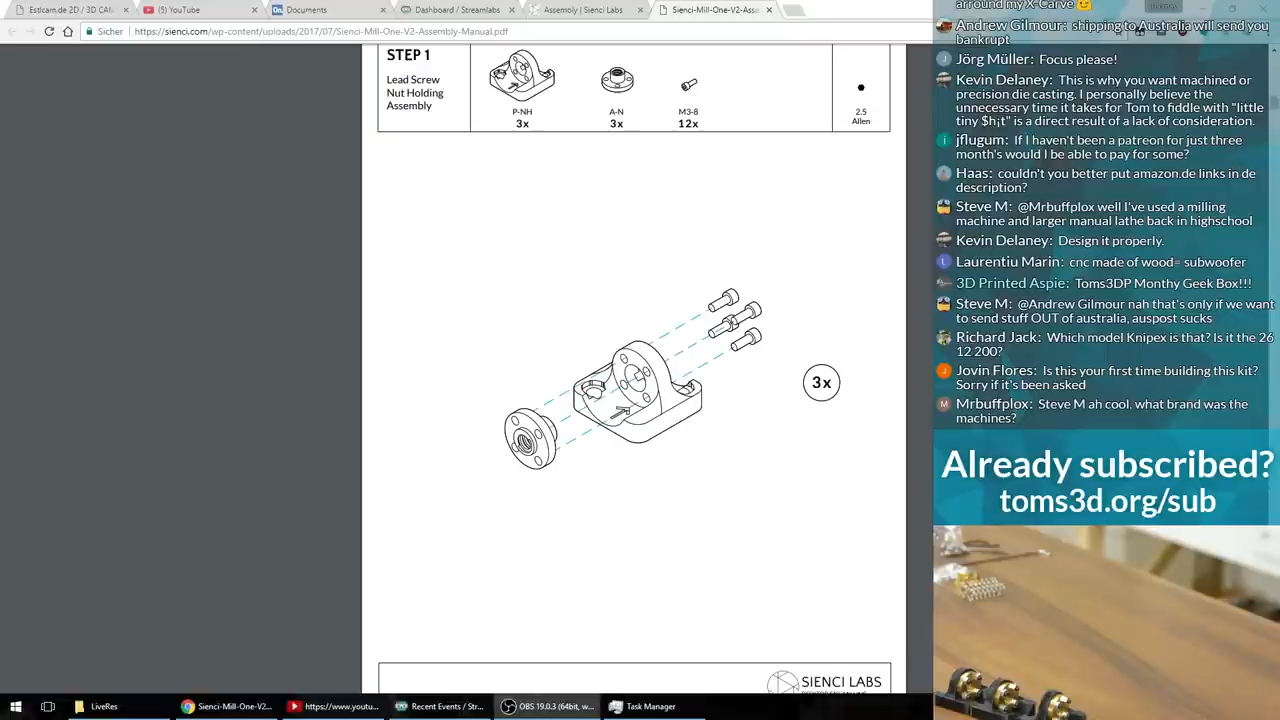 Estlcam.de 2D / 3D CAM
(5) YouTube
Documents
Dashboard / Streamlabs
Assembly | Sienci Labs
Sienci-Mill-One-V2-Asse
Sicher
https://sienci.com/wp-content/uploads/2017/07/Sienci-Mill-One-V2-Assembly-Manual.pdf
STEP 1
Lead Screw
Nut Holding
Assembly
P-NH
3x
A-N
3x
M3-8
12x
2.5
Allen
3x
SIENCI LABS
arround my X-Carve 🙂
Andrew Gilmour: shipping to Australia will send you
bankrupt
Jörg Müller: Focus please!
Kevin Delaney: This is why you want machined or
precision die casting. I personally believe the
unnecessary time it takes for Tom to fiddle with "little
tiny $h¡t" is a direct result of a lack of consideration.
jflugum: If I haven't been a patreon for just three
month's would I be able to pay for some?
Haas: couldn't you better put amazon.de links in de
description?
Steve M: @Mrbuffplox well I've used a milling
machine and larger manual lathe back in highschool
Kevin Delaney: Design it properly.
Laurentiu Marin: cnc made of wood= subwoofer
3D Printed Aspie: Toms3DP Monthy Geek Box!!!
Steve M: @Andrew Gilmour nah that's only if we want
to send stuff OUT of australia, auspost sucks
Richard Jack: Which model Knipex is that? Is it the 26
12 200?
Jovin Flores: Is this your first time building this kit?
Sorry if it's been asked
Mrbuffplox: Steve M ah cool, what brand was the
machines?
Already subscribed?
toms3d.org/sub
LiveRes
Sienci-Mill-One-V2...
https://www.youtu...
Recent Events / Str...
OBS 19.0.3 (64bit, w...
Task Manager